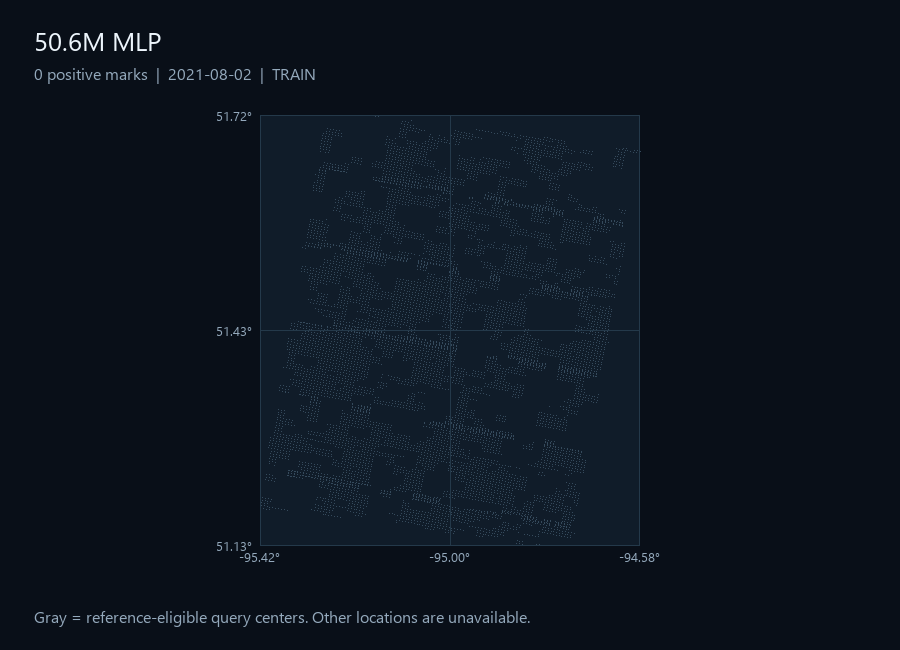 50.6M MLP
0 positive marks | 2021-08-02 | TRAIN
51.72°
51.43°
51.13°
-95.42°
-95.00°
-94.58°
Gray = reference-eligible query centers. Other locations are unavailable.